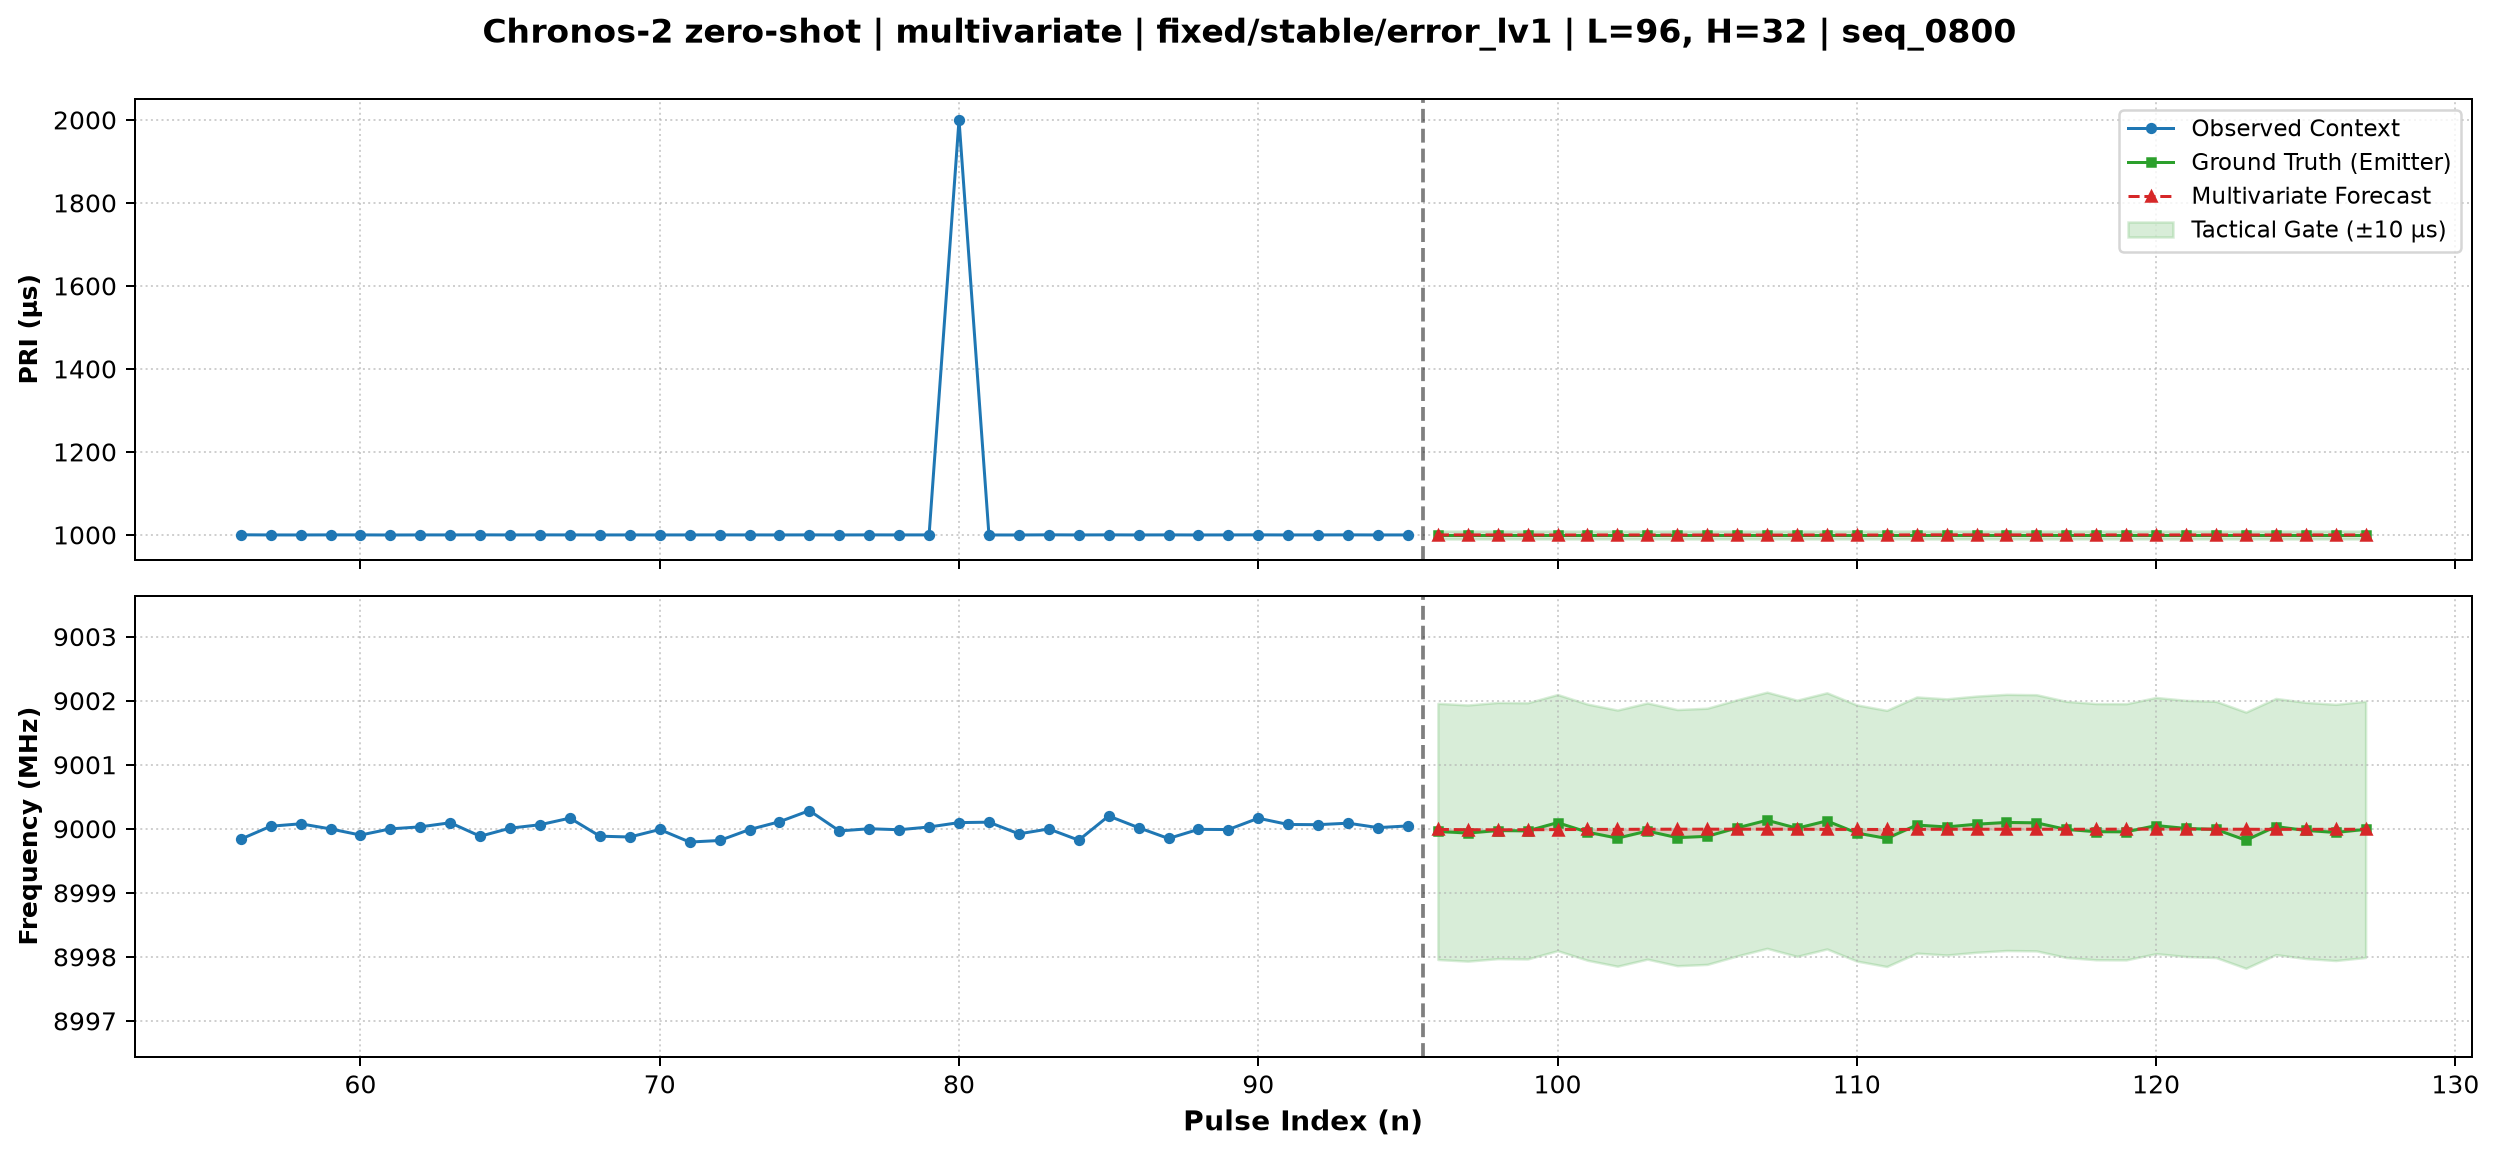 Chronos-2 zero-shot | multivariate | fixed/stable/error_lv1 | L=96, H=32 | seq_0800
PRI (µs)
2000
1800
1600
1400
1200
1000
Observed Context
Ground Truth (Emitter)
Multivariate Forecast
Tactical Gate (±10 µs)
Frequency (MHz)
9003
9002
9001
9000
8999
8998
8997
60 70 80 90 100 110 120 130
Pulse Index (n)